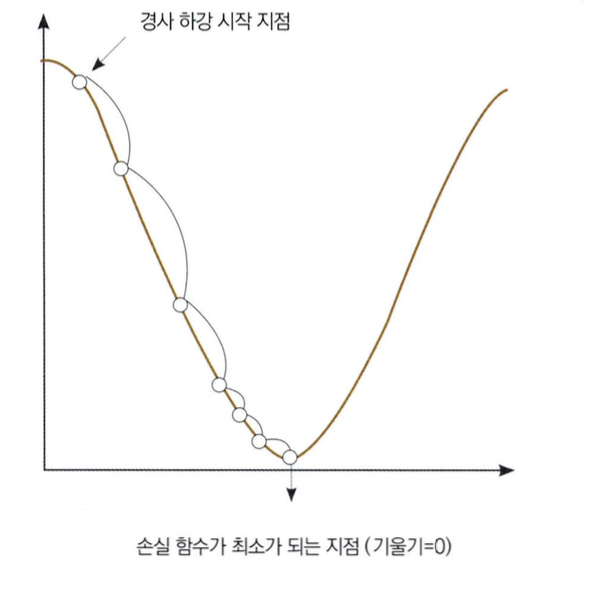 경사 하강 시작 지점
손실 함수가 최소가 되는 지점 (기울기=0)